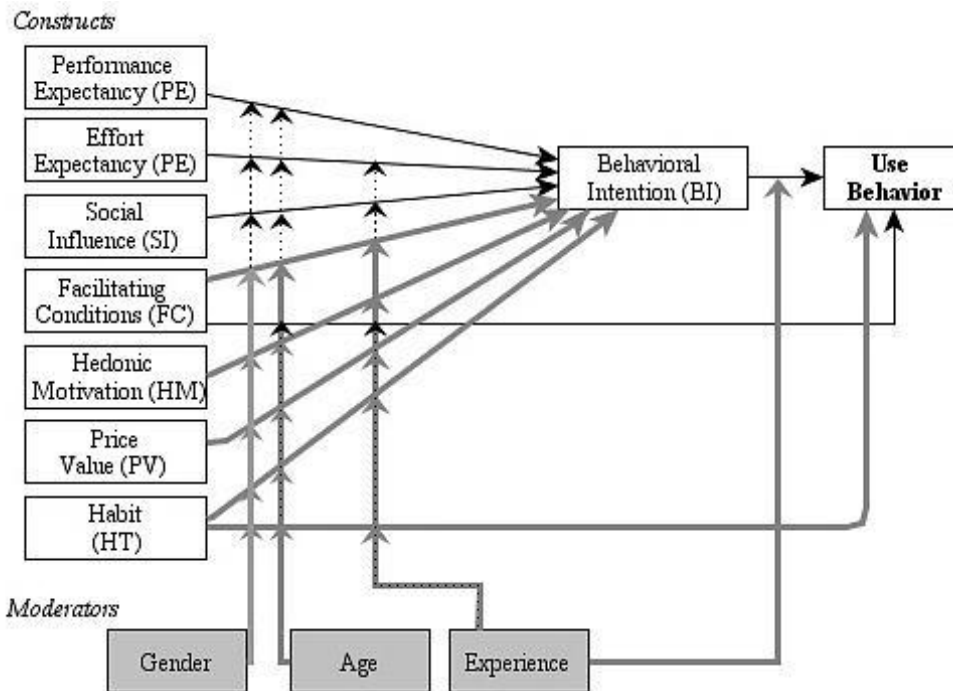 Constructs
Performance
Expectancy (PE)
Effort
Expectancy (PE)
Social
Influence (SI)
Facilitating
Conditions (FC)
Hedonic
Motivation (HM)
Price
Value (PV)
Habit
(HT)
Behavioral
Intention (BI)
Use
Behavior
Moderators
Gender
Age
Experience